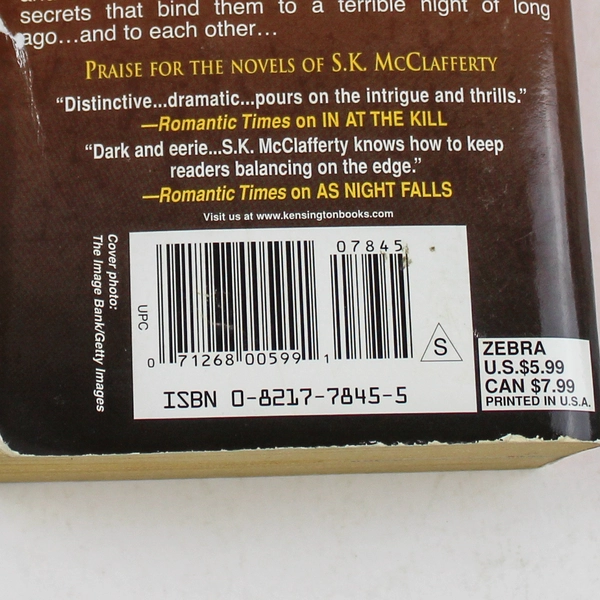 secrets that bind them to a terrible night of long
ago...and to each other...
PRAISE FOR THE NOVELS OF S.K. MCCLAFFERTY
“Distinctive...dramatic...pours on the intrigue and thrills.”
—Romantic Times on IN AT THE KILL
“Dark and eerie...S.K. McClafferty knows how to keep
readers balancing on the edge.”
—Romantic Times on AS NIGHT FALLS
Visit us at www.kensingtonbooks.com
Cover photo:
The Image Bank/Getty Images
UPC
07845
0 71268 00599 1
S
ISBN 0-8217-7845-5
ZEBRA
U.S.$5.99
CAN $7.99
PRINTED IN U.S.A.